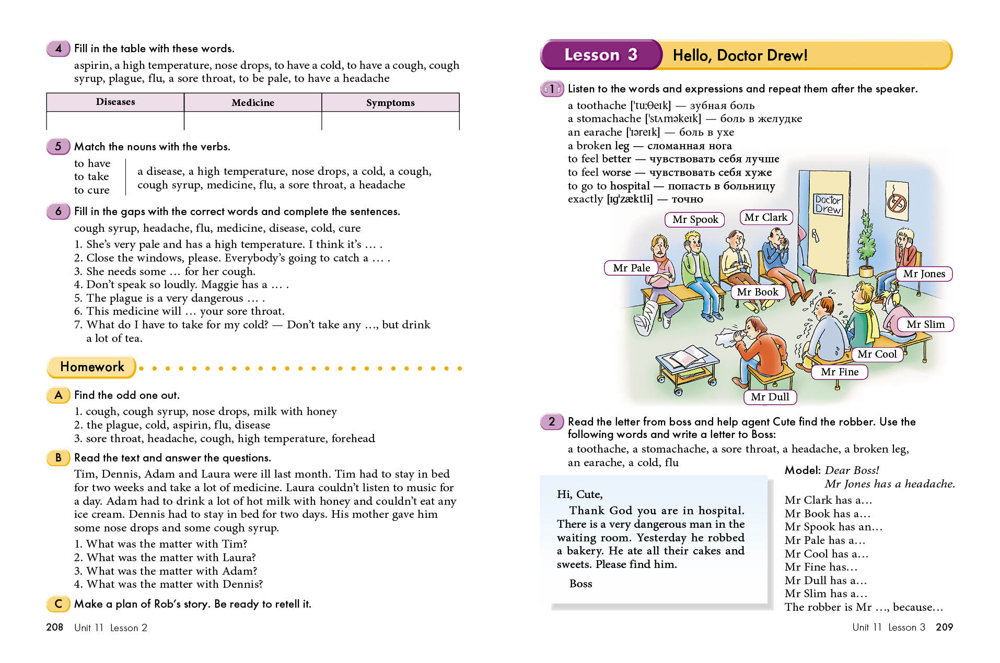 4 Fill in the table with these words.
aspirin, a high temperature, nose drops, to have a cold, to have a cough, cough
syrup, plague, flu, a sore throat, to be pale, to have a headache
Diseases Medicine Symptoms
5 Match the nouns with the verbs.
to have
to take
to cure
a disease, a high temperature, nose drops, a cold, a cough,
cough syrup, medicine, flu, a sore throat, a headache
6 Fill in the gaps with the correct words and complete the sentences.
cough syrup, headache, flu, medicine, disease, cold, cure
1. She's very pale and has a high temperature. I think it's … .
2. Close the windows, please. Everybody's going to catch a … .
3. She needs some … for her cough.
4. Don't speak so loudly. Maggie has a … .
5. The plague is a very dangerous … .
6. This medicine will … your sore throat.
7. What do I have to take for my cold? — Don't take any …, but drink
a lot of tea.
Homework
A Find the odd one out.
1. cough, cough syrup, nose drops, milk with honey
2. the plague, cold, aspirin, flu, disease
3. sore throat, headache, cough, high temperature, forehead
B Read the text and answer the questions.
Tim, Dennis, Adam and Laura were ill last month. Tim had to stay in bed
for two weeks and take a lot of medicine. Laura couldn't listen to music for
a day. Adam had to drink a lot of hot milk with honey and couldn't eat any
ice cream. Dennis had to stay in bed for two days. His mother gave him
some nose drops and some cough syrup.
1. What was the matter with Tim?
2. What was the matter with Laura?
3. What was the matter with Adam?
4. What was the matter with Dennis?
C Make a plan of Rob's story. Be ready to retell it.
208 Unit 11 Lesson 2
Lesson 3 Hello, Doctor Drew!
1 Listen to the words and expressions and repeat them after the speaker.
a toothache [ˈtuːθeɪk] — зубная боль
a stomachache [ˈstʌməkeɪk] — боль в желудке
an earache [ˈɪəreɪk] — боль в ухе
a broken leg — сломанная нога
to feel better — чувствовать себя лучше
to feel worse — чувствовать себя хуже
to go to hospital — попасть в больницу
exactly [ɪgˈzæktli] — точно
Doctor
Drew
Mr Spook
Mr Clark
Mr Pale
Mr Jones
Mr Book
Mr Slim
Mr Cool
Mr Fine
Mr Dull
2 Read the letter from boss and help agent Cute find the robber. Use the
following words and write a letter to Boss:
a toothache, a stomachache, a sore throat, a headache, a broken leg,
an earache, a cold, flu
Hi, Cute,
Thank God you are in hospital.
There is a very dangerous man in the
waiting room. Yesterday he robbed
a bakery. He ate all their cakes and
sweets. Please find him.
Boss
Model: Dear Boss!
Mr Jones has a headache.
Mr Clark has a…
Mr Book has a…
Mr Spook has an…
Mr Pale has a…
Mr Cool has a…
Mr Fine has…
Mr Dull has a…
Mr Slim has a…
The robber is Mr …, because…
Unit 11 Lesson 3 209